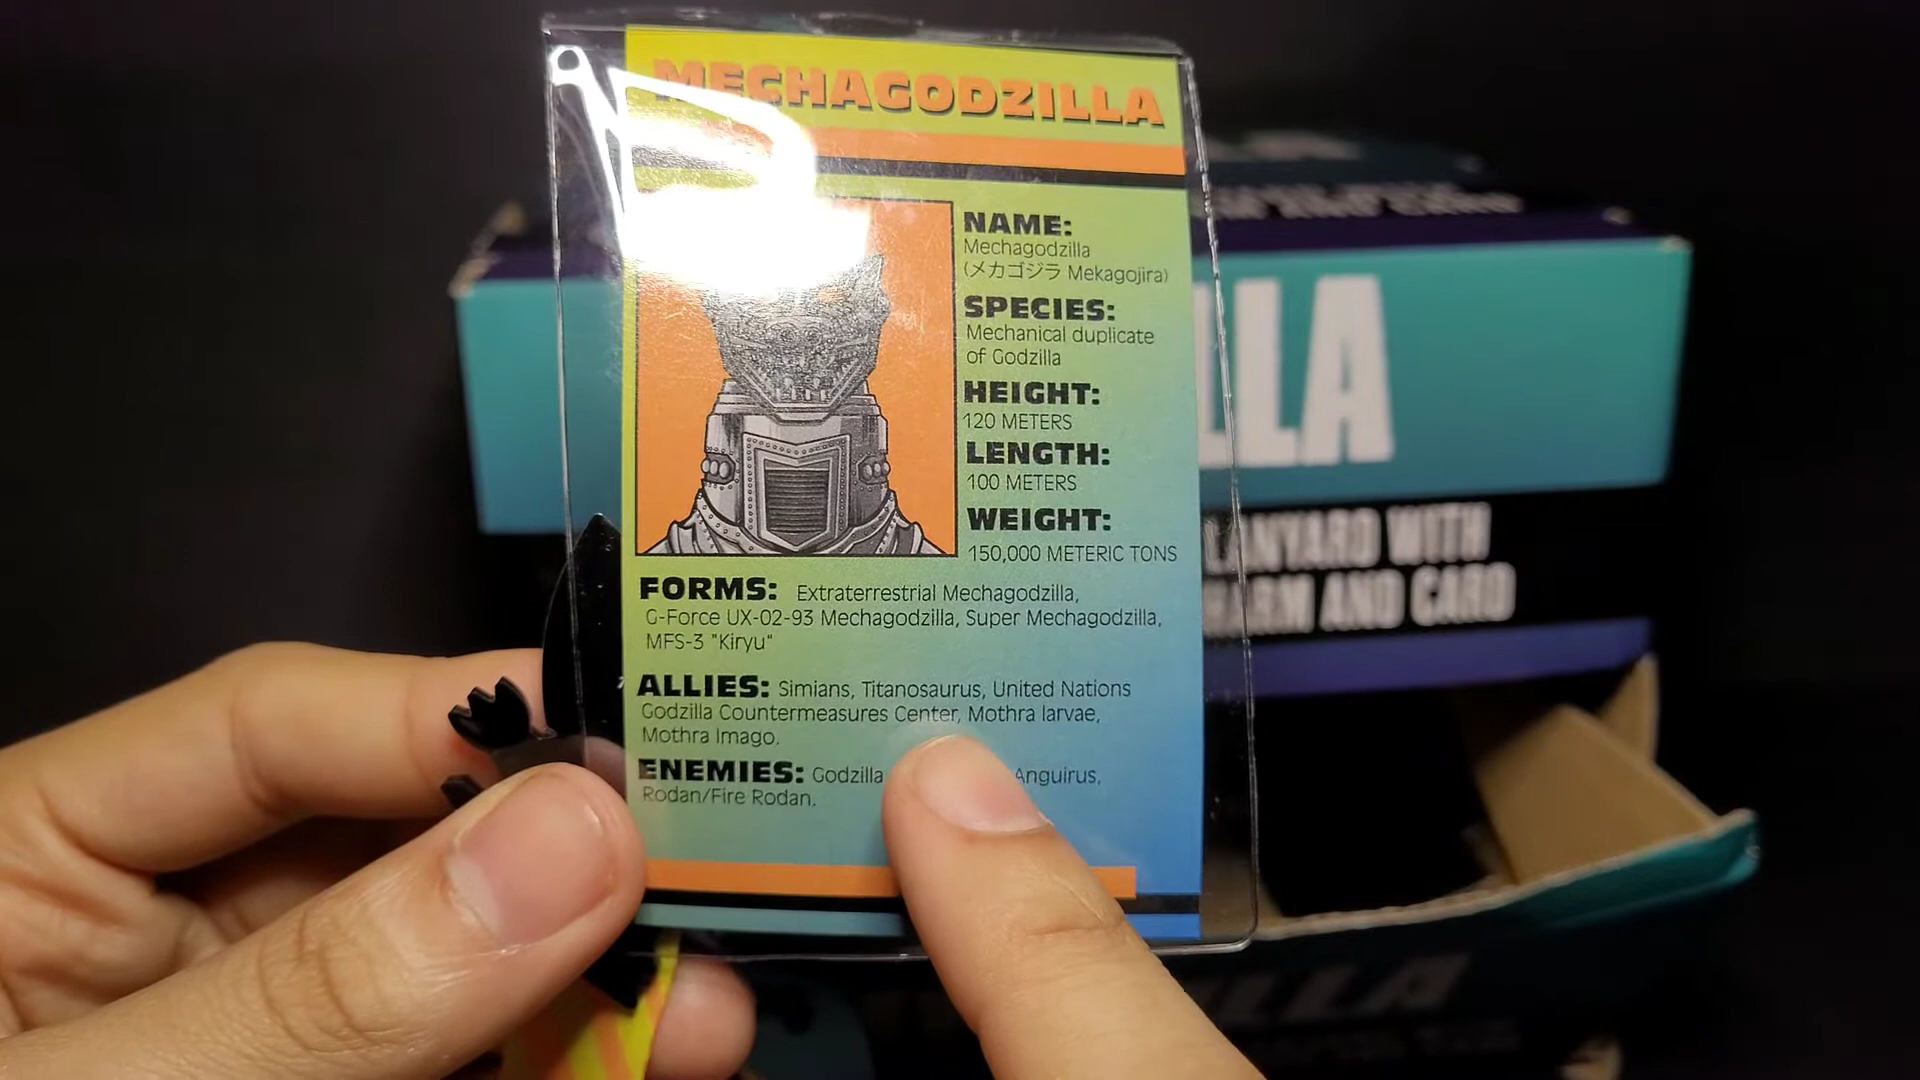 MECHAGODZILLA
NAME:
Mechagodzilla
(メカゴジラ Mekagojira)
SPECIES:
Mechanical duplicate
of Godzilla
HEIGHT:
120 METERS
LENGTH:
100 METERS
WEIGHT:
150,000 METERIC TONS
FORMS: Extraterrestrial Mechagodzilla,
G-Force UX-02-93 Mechagodzilla, Super Mechagodzilla,
MFS-3 "Kiryu"
ALLIES: Simians, Titanosaurus, United Nations
Godzilla Countermeasures Center, Mothra larvae,
Mothra Imago.
ENEMIES: Godzilla Anguirus,
Rodan/Fire Rodan.
LLA
LANYARD WITH
HARM AND CARD